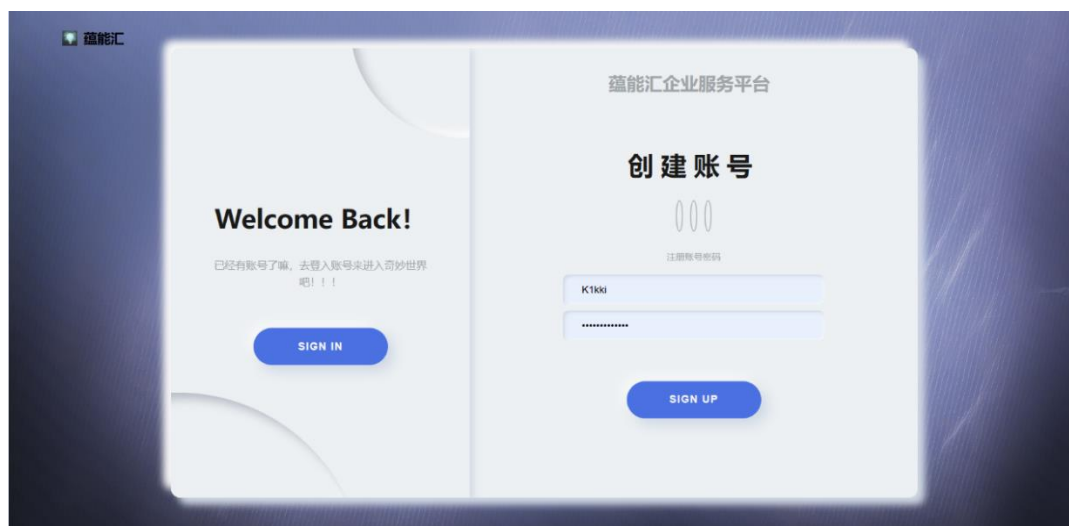 蕴能汇
蕴能汇企业服务平台
创建账号
Welcome Back!
已经有账号了嘛，去登入账号来进入奇妙世界
吧！！！
SIGN IN
注册账号密码
K1kki
•••••••••••••
SIGN UP